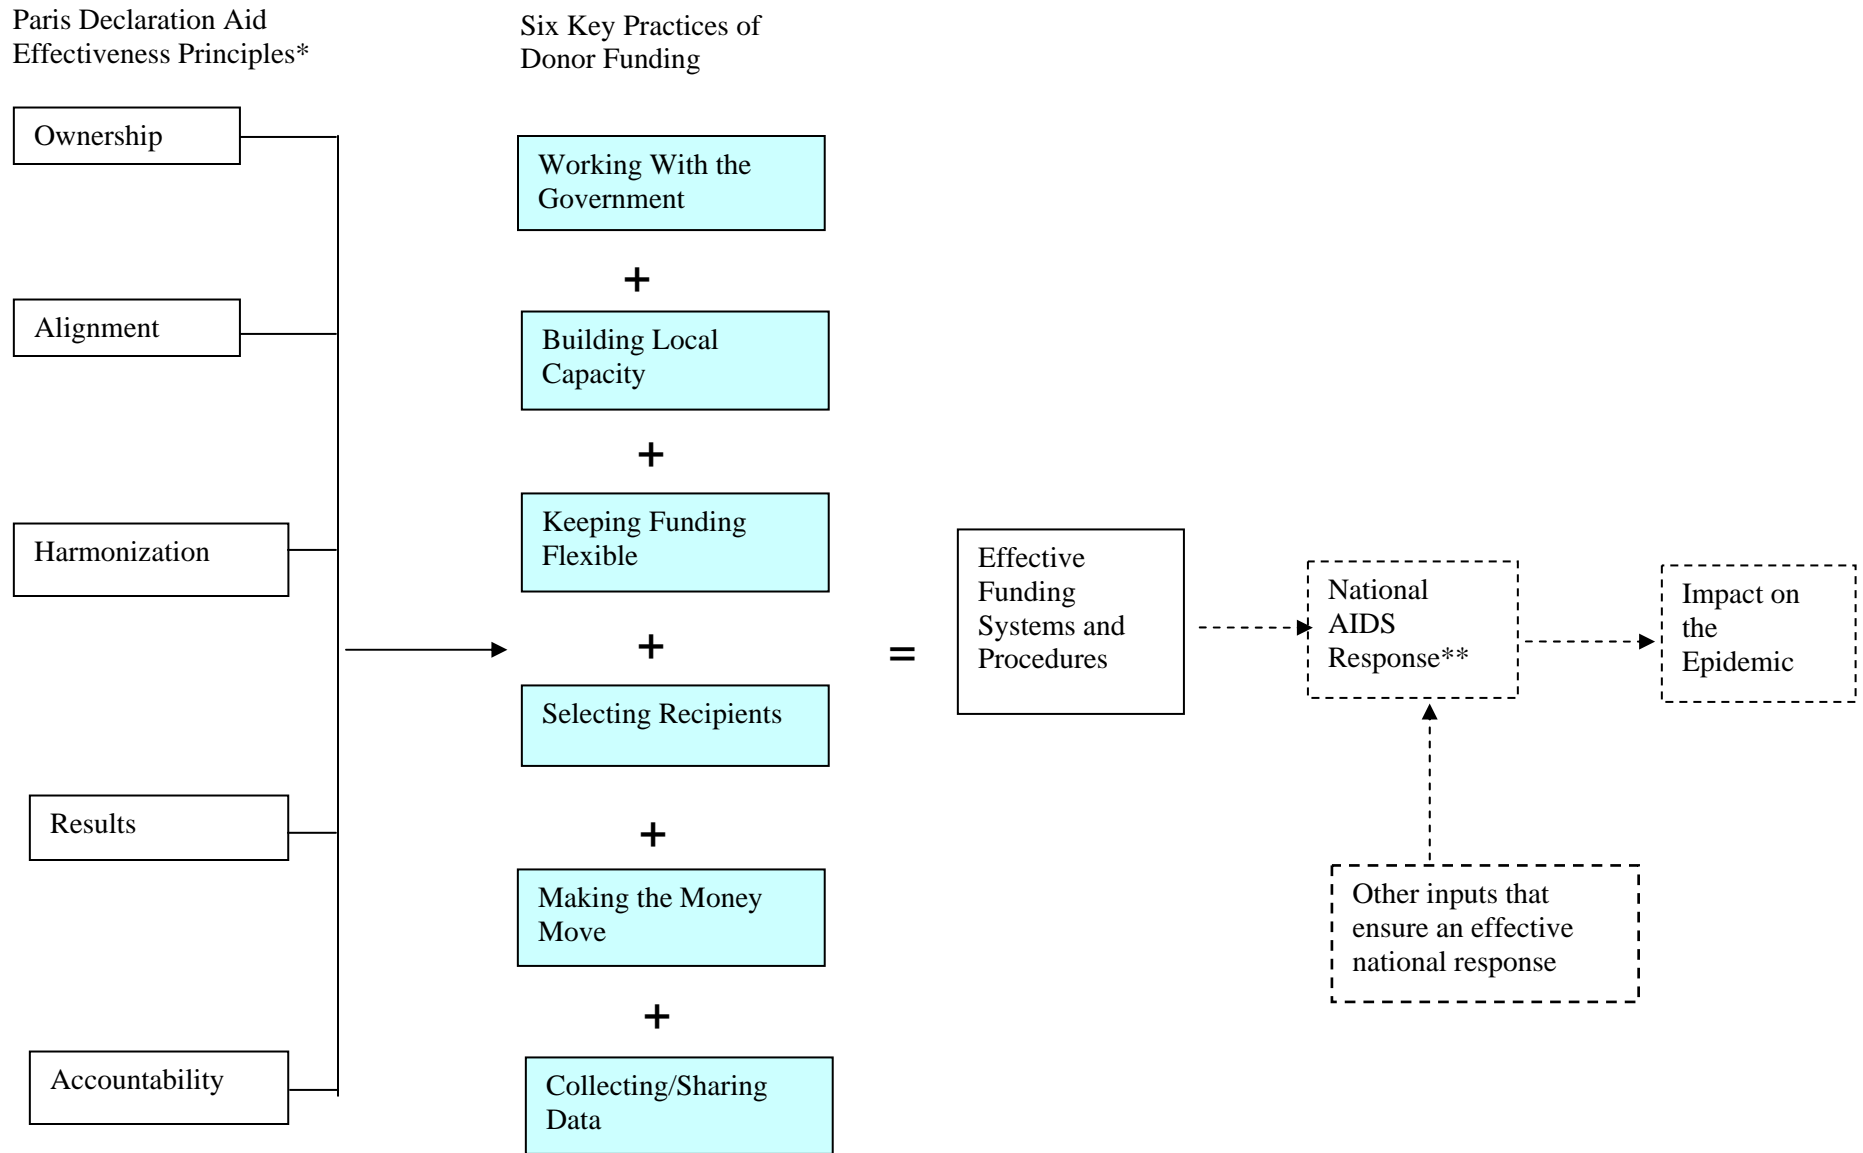 Paris Declaration Aid
Effectiveness Principles*
Ownership
Alignment
Harmonization
Results
Accountability
Six Key Practices of
Donor Funding
Working With the
Government
+
Building Local
Capacity
+
Keeping Funding
Flexible
+
Selecting Recipients
+
Making the Money
Move
+
Collecting/Sharing
Data
=
Effective
Funding
Systems and
Procedures
National
AIDS
Response**
Impact on
the
Epidemic
Other inputs that
ensure an effective
national response